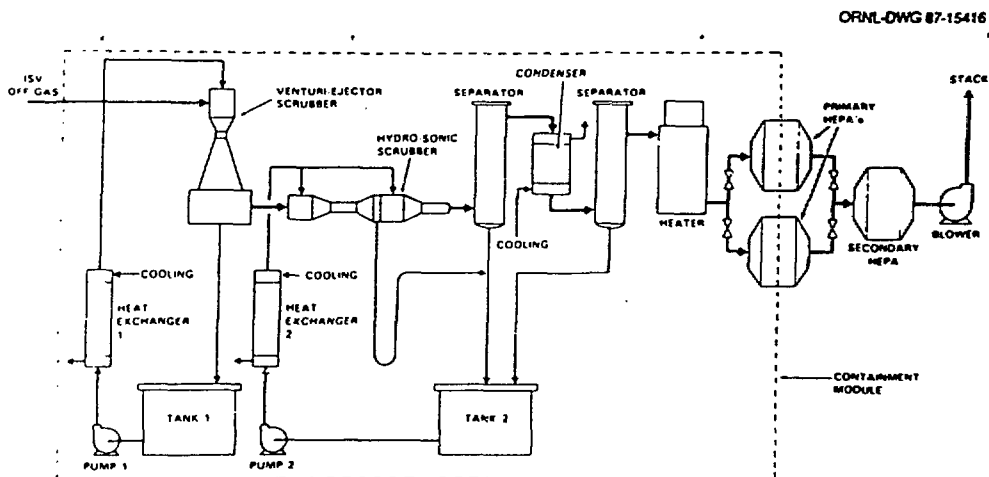 ORNL-DWG 87-15416
ISV
OFF GAS
VENTURI-EJECTOR
SCRUBBER
HYDRO-SONIC
SCRUBBER
SEPARATOR
CONDENSER
SEPARATOR
STACK
PRIMARY
HEPA's
HEATER
SECONDARY
HEPA
BLOWER
COOLING
HEAT
EXCHANGER
1
COOLING
HEAT
EXCHANGER
2
COOLING
CONTAINMENT
MODULE
TANK 1
TANK 2
PUMP 1
PUMP 2